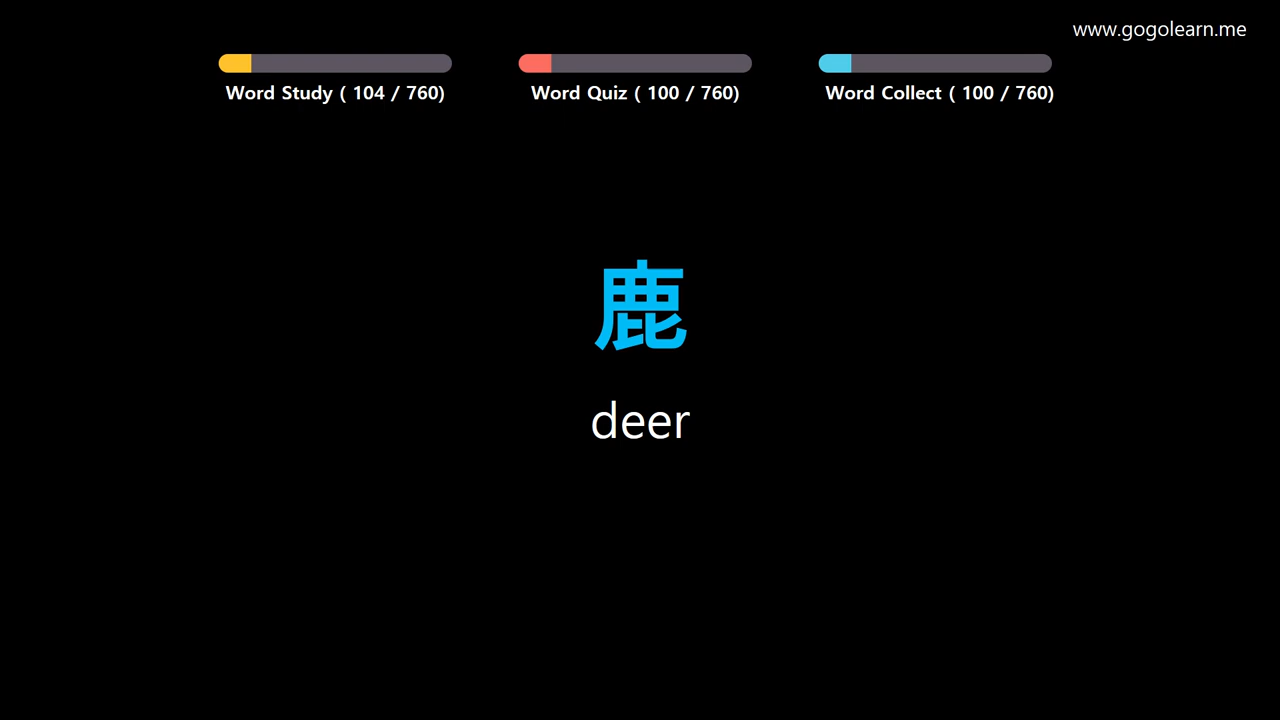 www.gogolearn.me
Word Study ( 104 / 760)
Word Quiz ( 100 / 760)
Word Collect ( 100 / 760)
鹿
deer